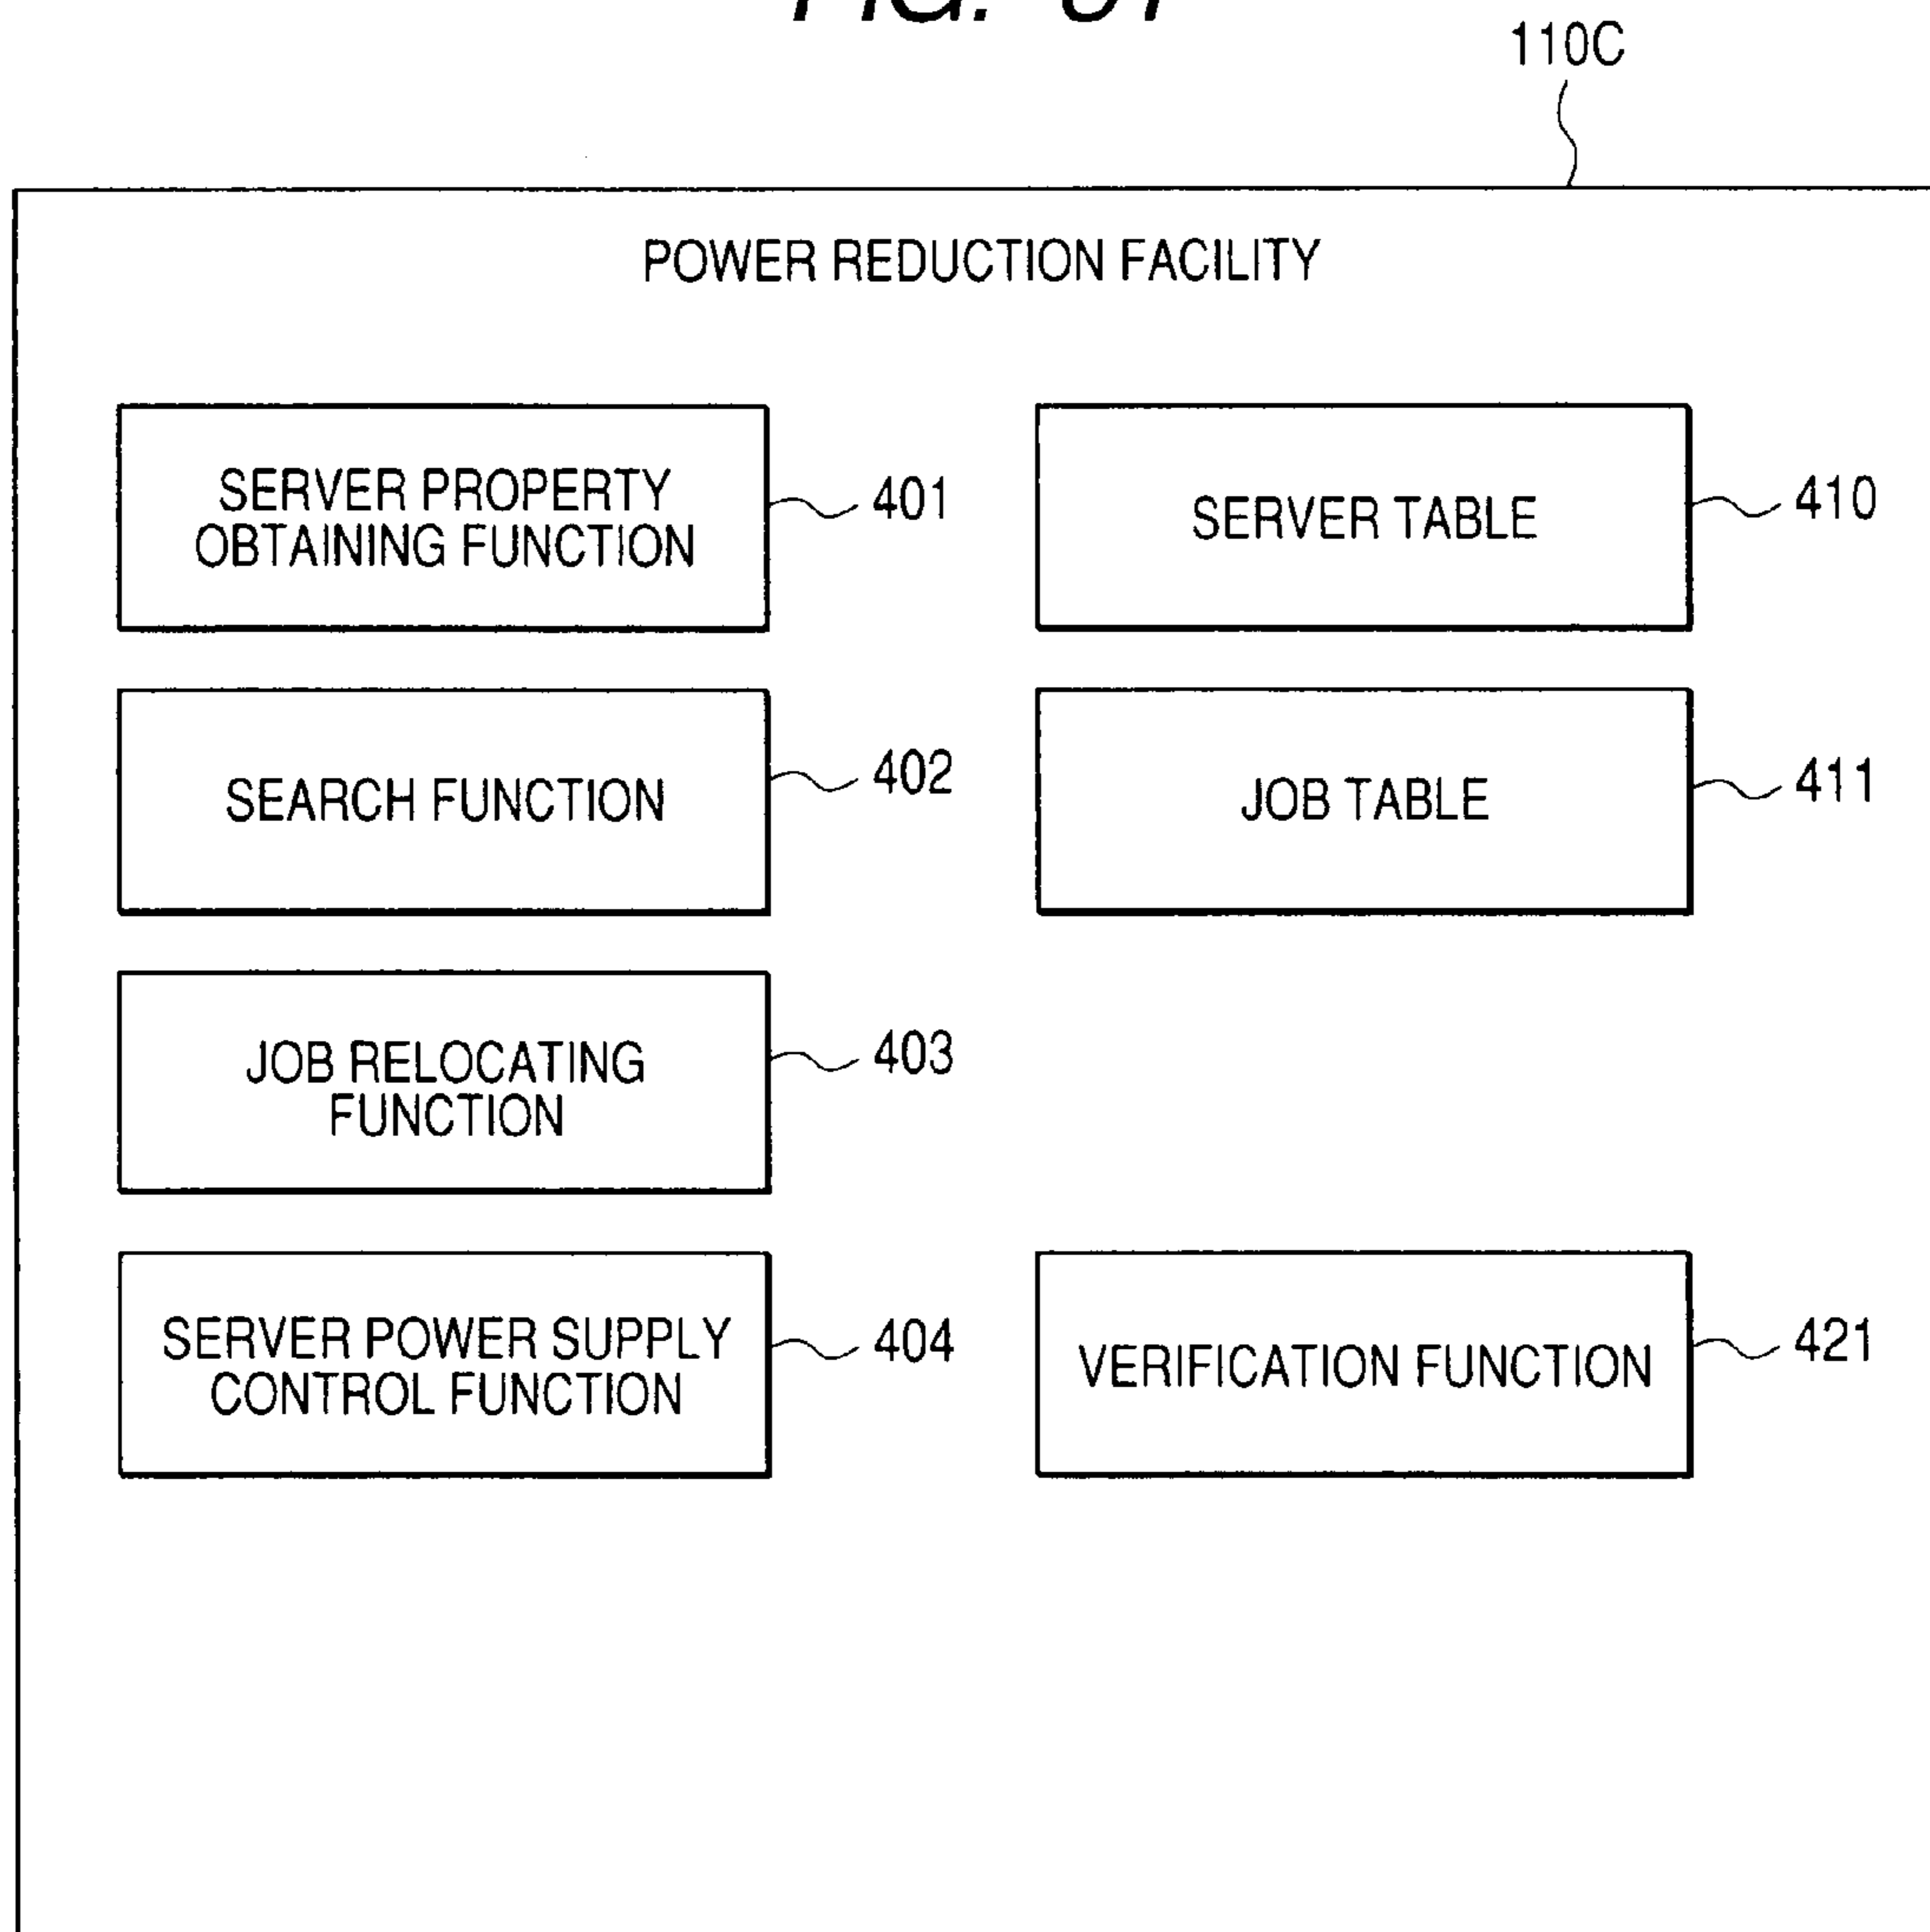 FIG.
110C
POWER REDUCTION FACILITY
SERVER PROPERTY
OBTAINING FUNCTION
401
SERVER TABLE
410
SEARCH FUNCTION
402
JOB TABLE
411
JOB RELOCATING
FUNCTION
403
SERVER POWER SUPPLY
CONTROL FUNCTION
404
VERIFICATION FUNCTION
421